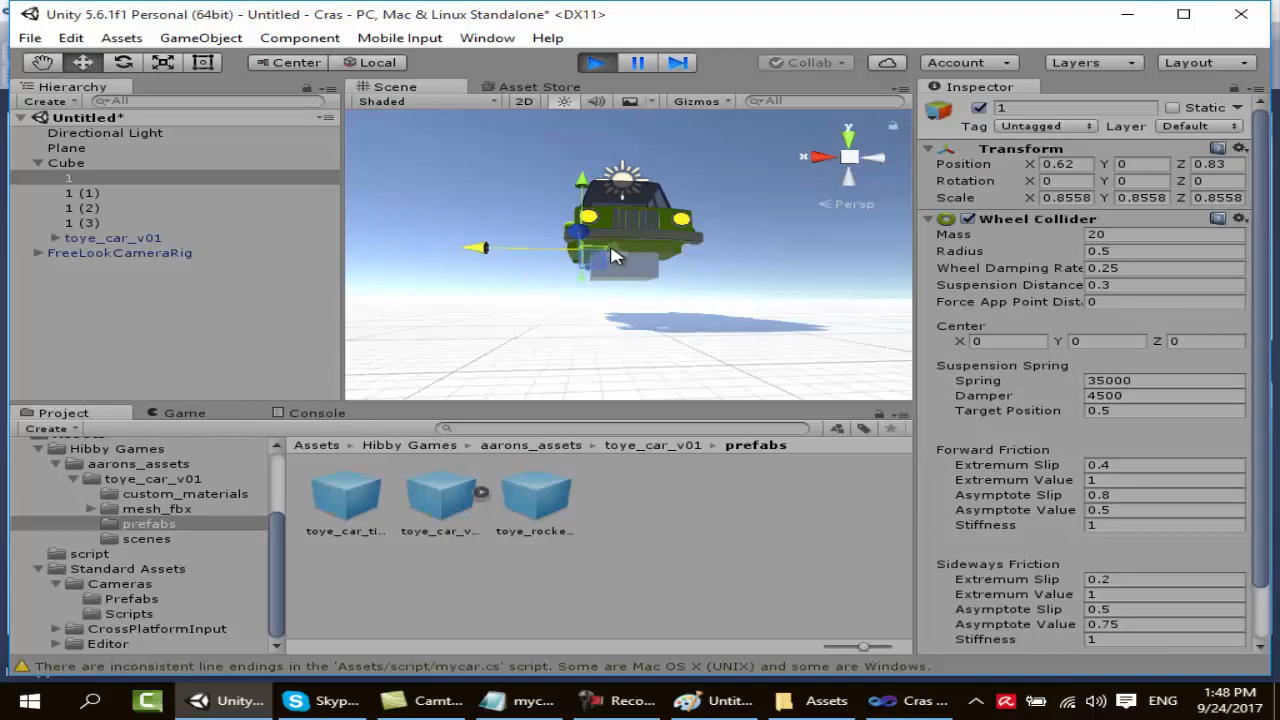 Unity 5.6.1f1 Personal (64bit) - Untitled - Cras - PC, Mac & Linux Standalone* <DX11>
File Edit Assets GameObject Component Mobile Input Window Help
Center Local Collab Account Layers Layout
Hierarchy
Create All
Untitled*
Directional Light
Plane
Cube
1
1 (1)
1 (2)
1 (3)
toye_car_v01
FreeLookCameraRig
Scene Asset Store
Shaded 2D Gizmos All
y
x
Persp
Inspector
1 Static
Tag Untagged Layer Default
Transform
Position X 0.62 Y 0 Z 0.83
Rotation X 0 Y 0 Z 0
Scale X 0.8558 Y 0.8558 Z 0.8558
Wheel Collider
Mass 20
Radius 0.5
Wheel Damping Rate 0.25
Suspension Distance 0.3
Force App Point Dist. 0
Center
X 0 Y 0 Z 0
Suspension Spring
Spring 35000
Damper 4500
Target Position 0.5
Forward Friction
Extremum Slip 0.4
Extremum Value 1
Asymptote Slip 0.8
Asymptote Value 0.5
Stiffness 1
Sideways Friction
Extremum Slip 0.2
Extremum Value 1
Asymptote Slip 0.5
Asymptote Value 0.75
Stiffness 1
Project Game Console
Create
Hibby Games
aarons_assets
toye_car_v01
custom_materials
mesh_fbx
prefabs
scenes
script
Standard Assets
Cameras
Prefabs
Scripts
CrossPlatformInput
Editor
Assets Hibby Games aarons_assets toye_car_v01 prefabs
toye_car_ti... toye_car_v... toye_rocke...
There are inconsistent line endings in the 'Assets/script/mycar.cs' script. Some are Mac OS X (UNIX) and some are Windows.
Unity... Skyp... Camt... myc... Reco... Untit... Assets Cras ... ENG
1:48 PM
9/24/2017